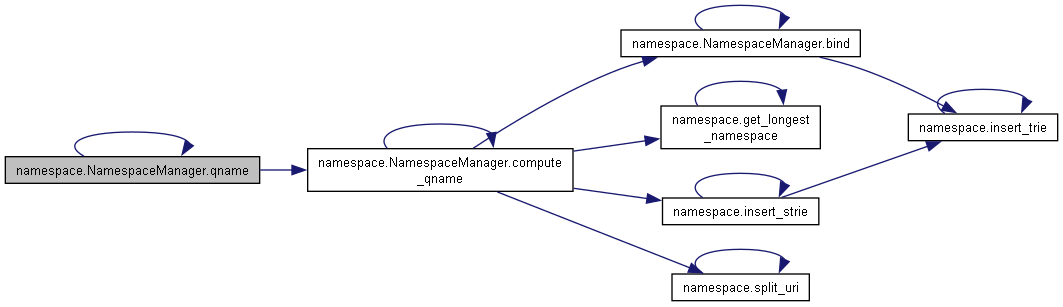 namespace.NamespaceManager.qname
namespace.NamespaceManager.compute
_qname
namespace.NamespaceManager.bind
namespace.get_longest
_namespace
namespace.insert_strie
namespace.split_uri
namespace.insert_trie